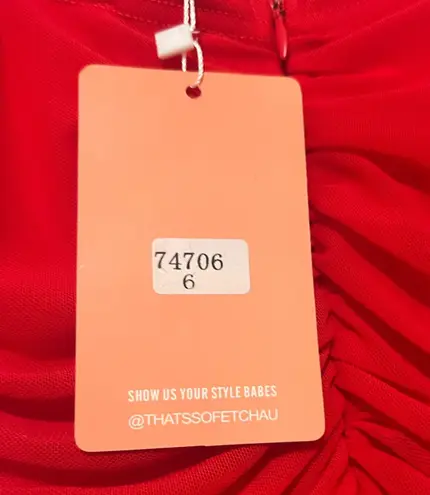 74706
6
SHOW US YOUR STYLE BABES
@THATSSOFETCHAU